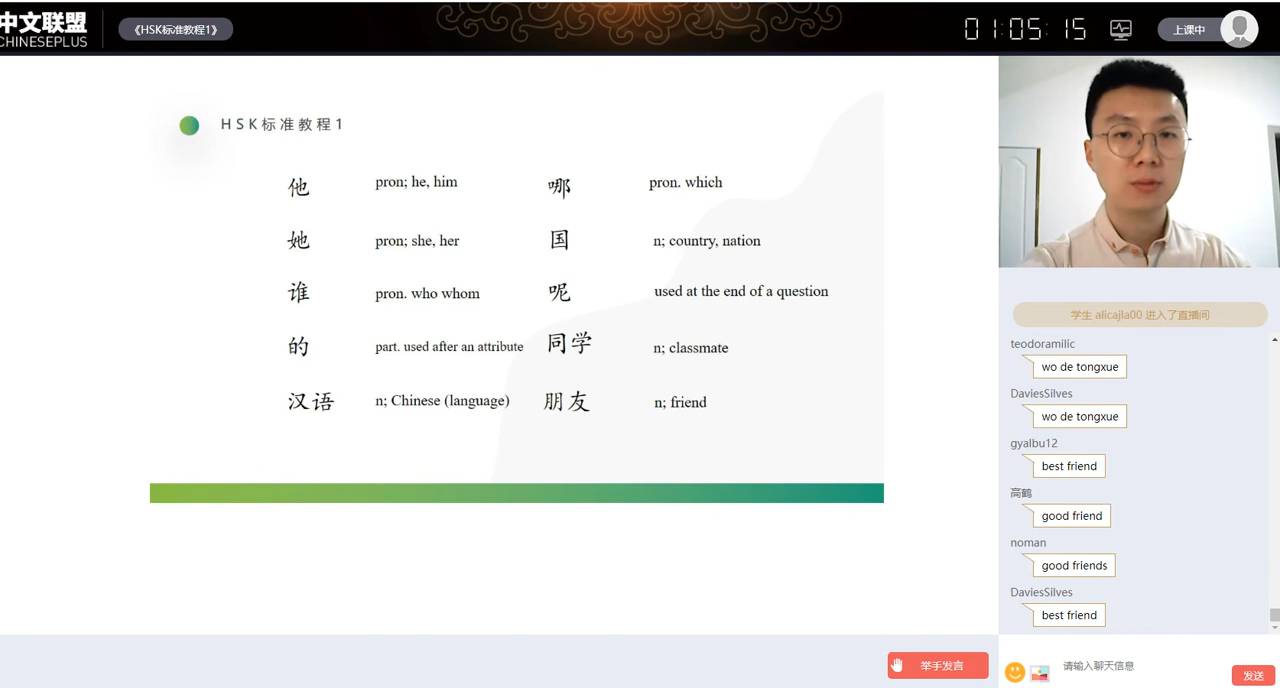 中文联盟
CHINESEPLUS
《HSK标准教程1》
01:05:15
上课中
HSK标准教程1
他 pron; he, him 哪 pron. which
她 pron; she, her 国 n; country, nation
谁 pron. who whom 呢 used at the end of a question
的 part. used after an attribute 同学 n; classmate
汉语 n; Chinese (language) 朋友 n; friend
学生 alicajla00 进入了直播间
teodoramilic
wo de tongxue
DaviesSilves
wo de tongxue
gyalbu12
best friend
高鹤
good friend
noman
good friends
DaviesSilves
best friend
举手发言
请输入聊天信息
发送